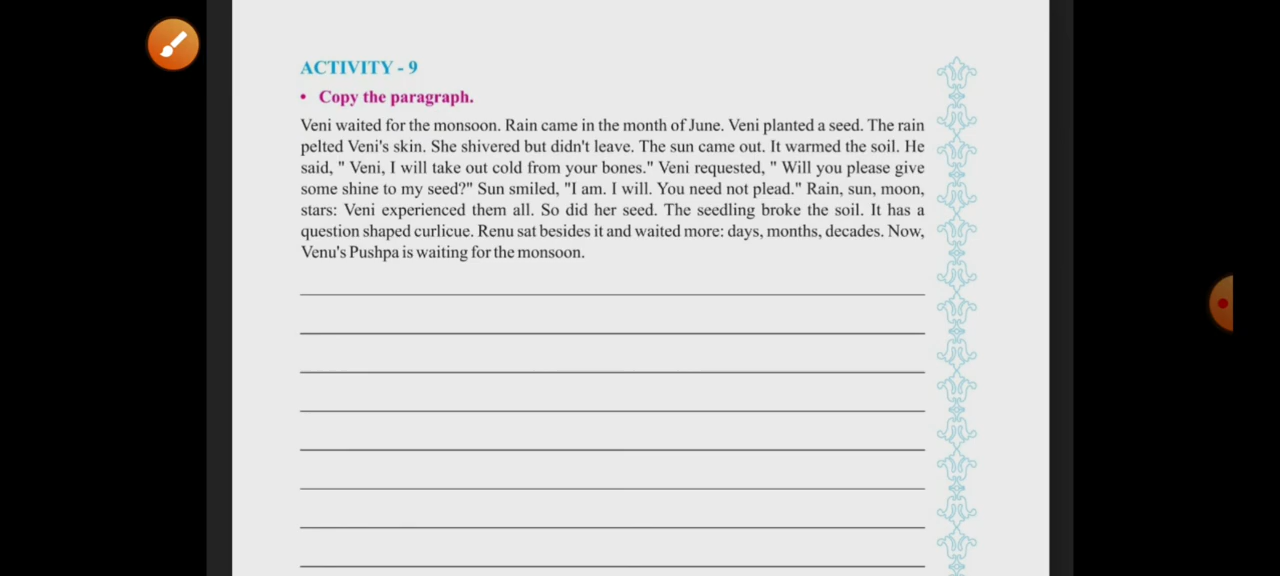 ACTIVITY - 9
• Copy the paragraph.
Veni waited for the monsoon. Rain came in the month of June. Veni planted a seed. The rain
pelted Veni's skin. She shivered but didn't leave. The sun came out. It warmed the soil. He
said, " Veni, I will take out cold from your bones." Veni requested, " Will you please give
some shine to my seed?" Sun smiled, "I am. I will. You need not plead." Rain, sun, moon,
stars: Veni experienced them all. So did her seed. The seedling broke the soil. It has a
question shaped curlicue. Renu sat besides it and waited more: days, months, decades. Now,
Venu's Pushpa is waiting for the monsoon.